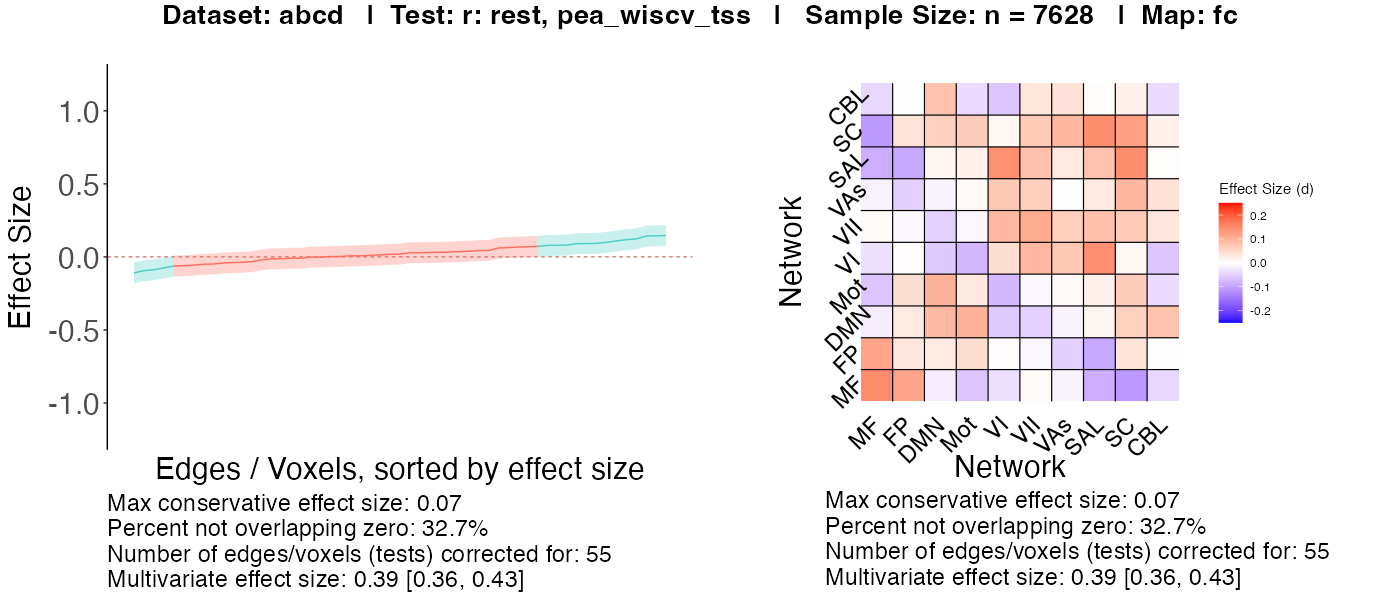 Dataset: abcd | Test: r: rest, pea_wiscv_tss | Sample Size: n = 7628 | Map: fc
Effect Size
1.0
0.5
0.0
-0.5
-1.0
Edges / Voxels, sorted by effect size
Max conservative effect size: 0.07
Percent not overlapping zero: 32.7%
Number of edges/voxels (tests) corrected for: 55
Multivariate effect size: 0.39 [0.36, 0.43]
Network
CBL
SC
SAL
VAs
VII
VI
Mot
DMN
FP
MF
MF FP DMN Mot VI VII VAs SAL SC CBL
Network
Effect Size (d)
0.2
0.1
0.0
-0.1
-0.2
Max conservative effect size: 0.07
Percent not overlapping zero: 32.7%
Number of edges/voxels (tests) corrected for: 55
Multivariate effect size: 0.39 [0.36, 0.43]